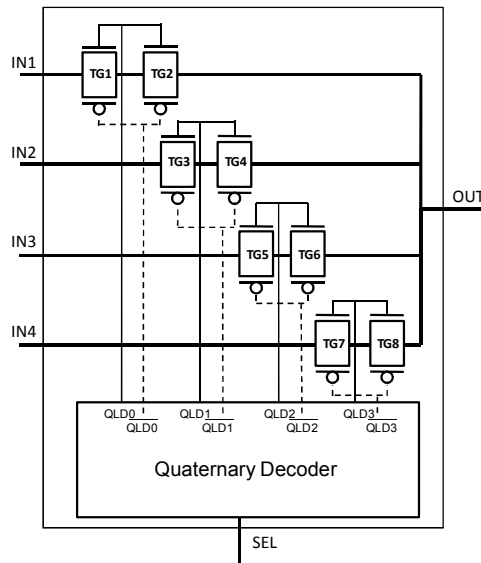 IN1
TG1 TG2
IN2
TG3 TG4
OUT
IN3
TG5 TG6
IN4
TG7 TG8
QLD0 QLD1 QLD2 QLD3
QLD0 QLD1 QLD2 QLD3
Quaternary Decoder
SEL